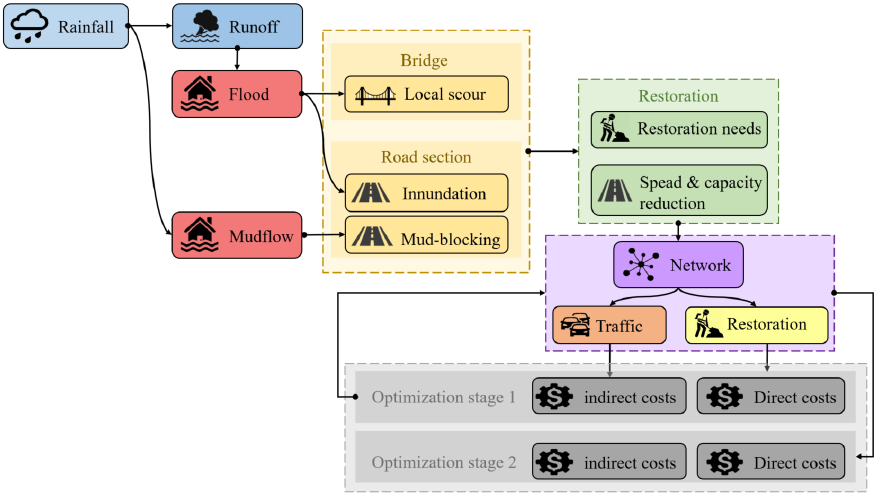 Rainfall
Runoff
Flood
Mudflow
Bridge
Local scour
Road section
Innundation
Mud-blocking
Restoration
Restoration needs
Spead & capacity
reduction
Network
Traffic
Restoration
Optimization stage 1
indirect costs
Direct costs
Optimization stage 2
indirect costs
Direct costs